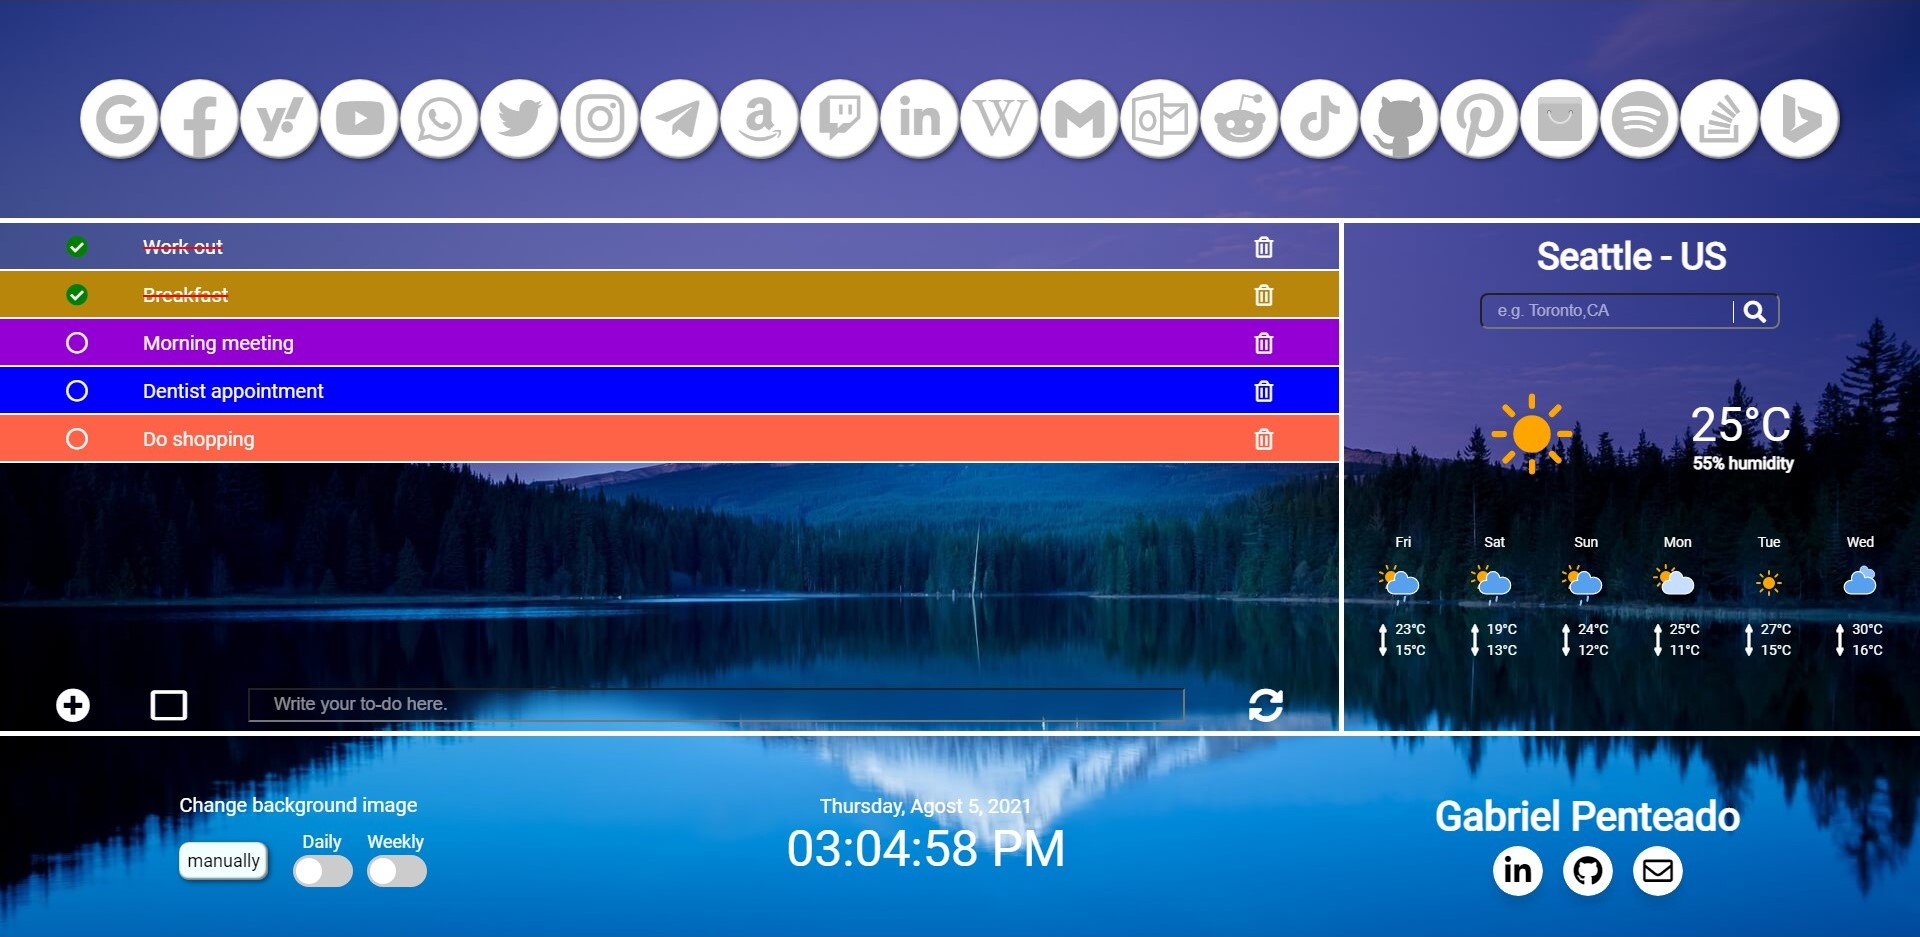 Work out
Breakfast
Morning meeting
Dentist appointment
Do shopping
Write your to-do here.
Seattle - US
e.g. Toronto,CA
25°C
55% humidity
Fri Sat Sun Mon Tue Wed
23°C 19°C 24°C 25°C 27°C 30°C
15°C 13°C 12°C 11°C 15°C 16°C
Change background image
Daily Weekly
manually
Thursday, Agost 5, 2021
03:04:58 PM
Gabriel Penteado
in